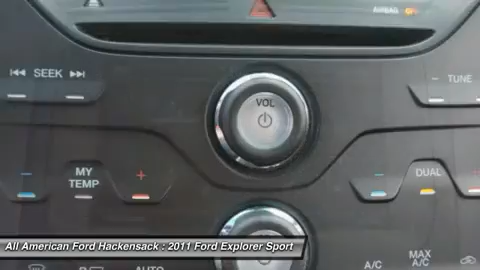 AIRBAG
SEEK
VOL
- TUNE
MY TEMP
+
-
-
DUAL
+
All American Ford Hackensack : 2011 Ford Explorer Sport
AUTO
A/C
MAX A/C